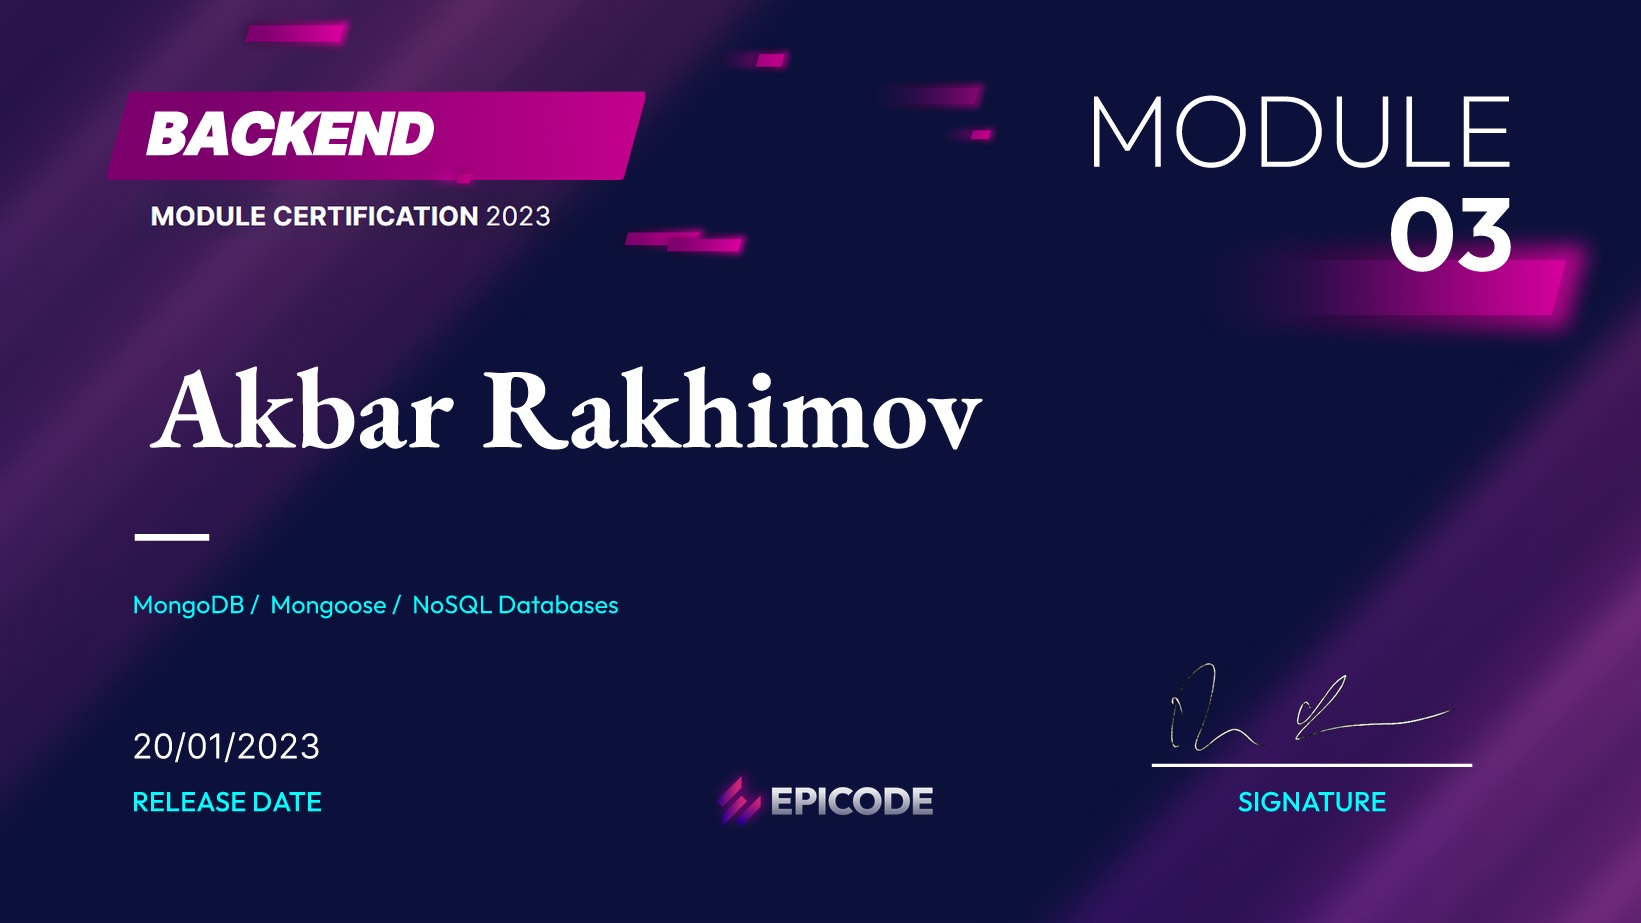 BACKEND
MODULE CERTIFICATION 2023
MODULE
03
Akbar Rakhimov
MongoDB / Mongoose / NoSQL Databases
20/01/2023
RELEASE DATE
EPICODE
SIGNATURE